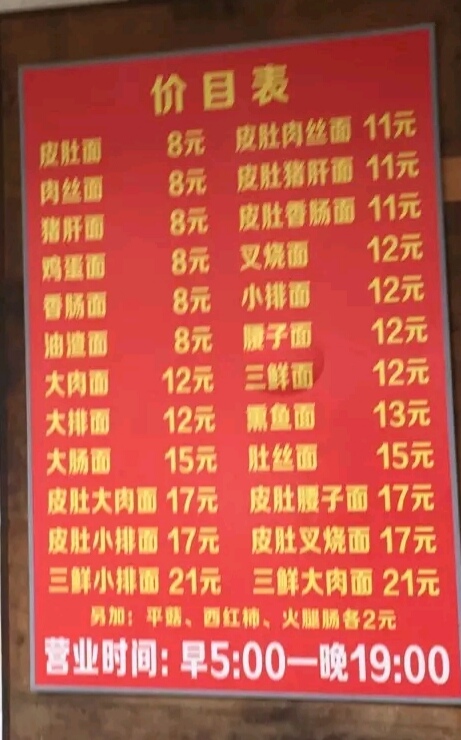 价目表
皮肚面 8元 皮肚肉丝面 11元
肉丝面 8元 皮肚猪肝面 11元
猪肝面 8元 皮肚香肠面 11元
鸡蛋面 8元 叉烧面 12元
香肠面 8元 小排面 12元
油渣面 8元 腰子面 12元
大肉面 12元 三鲜面 12元
大排面 12元 熏鱼面 13元
大肠面 15元 肚丝面 15元
皮肚大肉面 17元 皮肚腰子面 17元
皮肚小排面 17元 皮肚叉烧面 17元
三鲜小排面 21元 三鲜大肉面 21元
另加：平菇、西红柿、火腿肠各2元
营业时间：早5:00—晚19:00